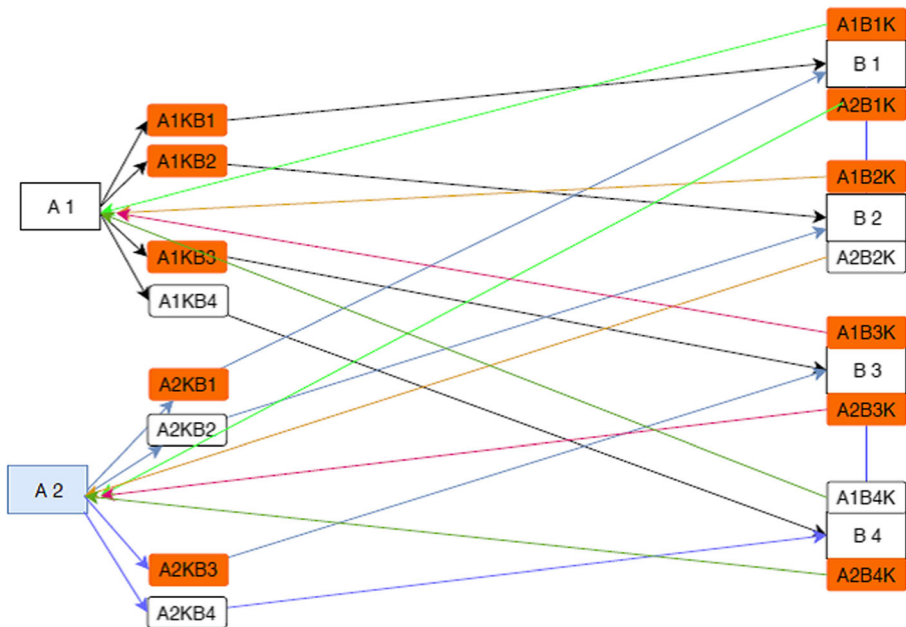 A1B1K
B 1
A2B1K
A1KB1
A1KB2
A1B2K
A 1
B 2
A1KB3
A2B2K
A1KB4
A1B3K
B 3
A2KB1
A2B3K
A2KB2
A 2
A1B4K
B 4
A2KB3
A2B4K
A2KB4